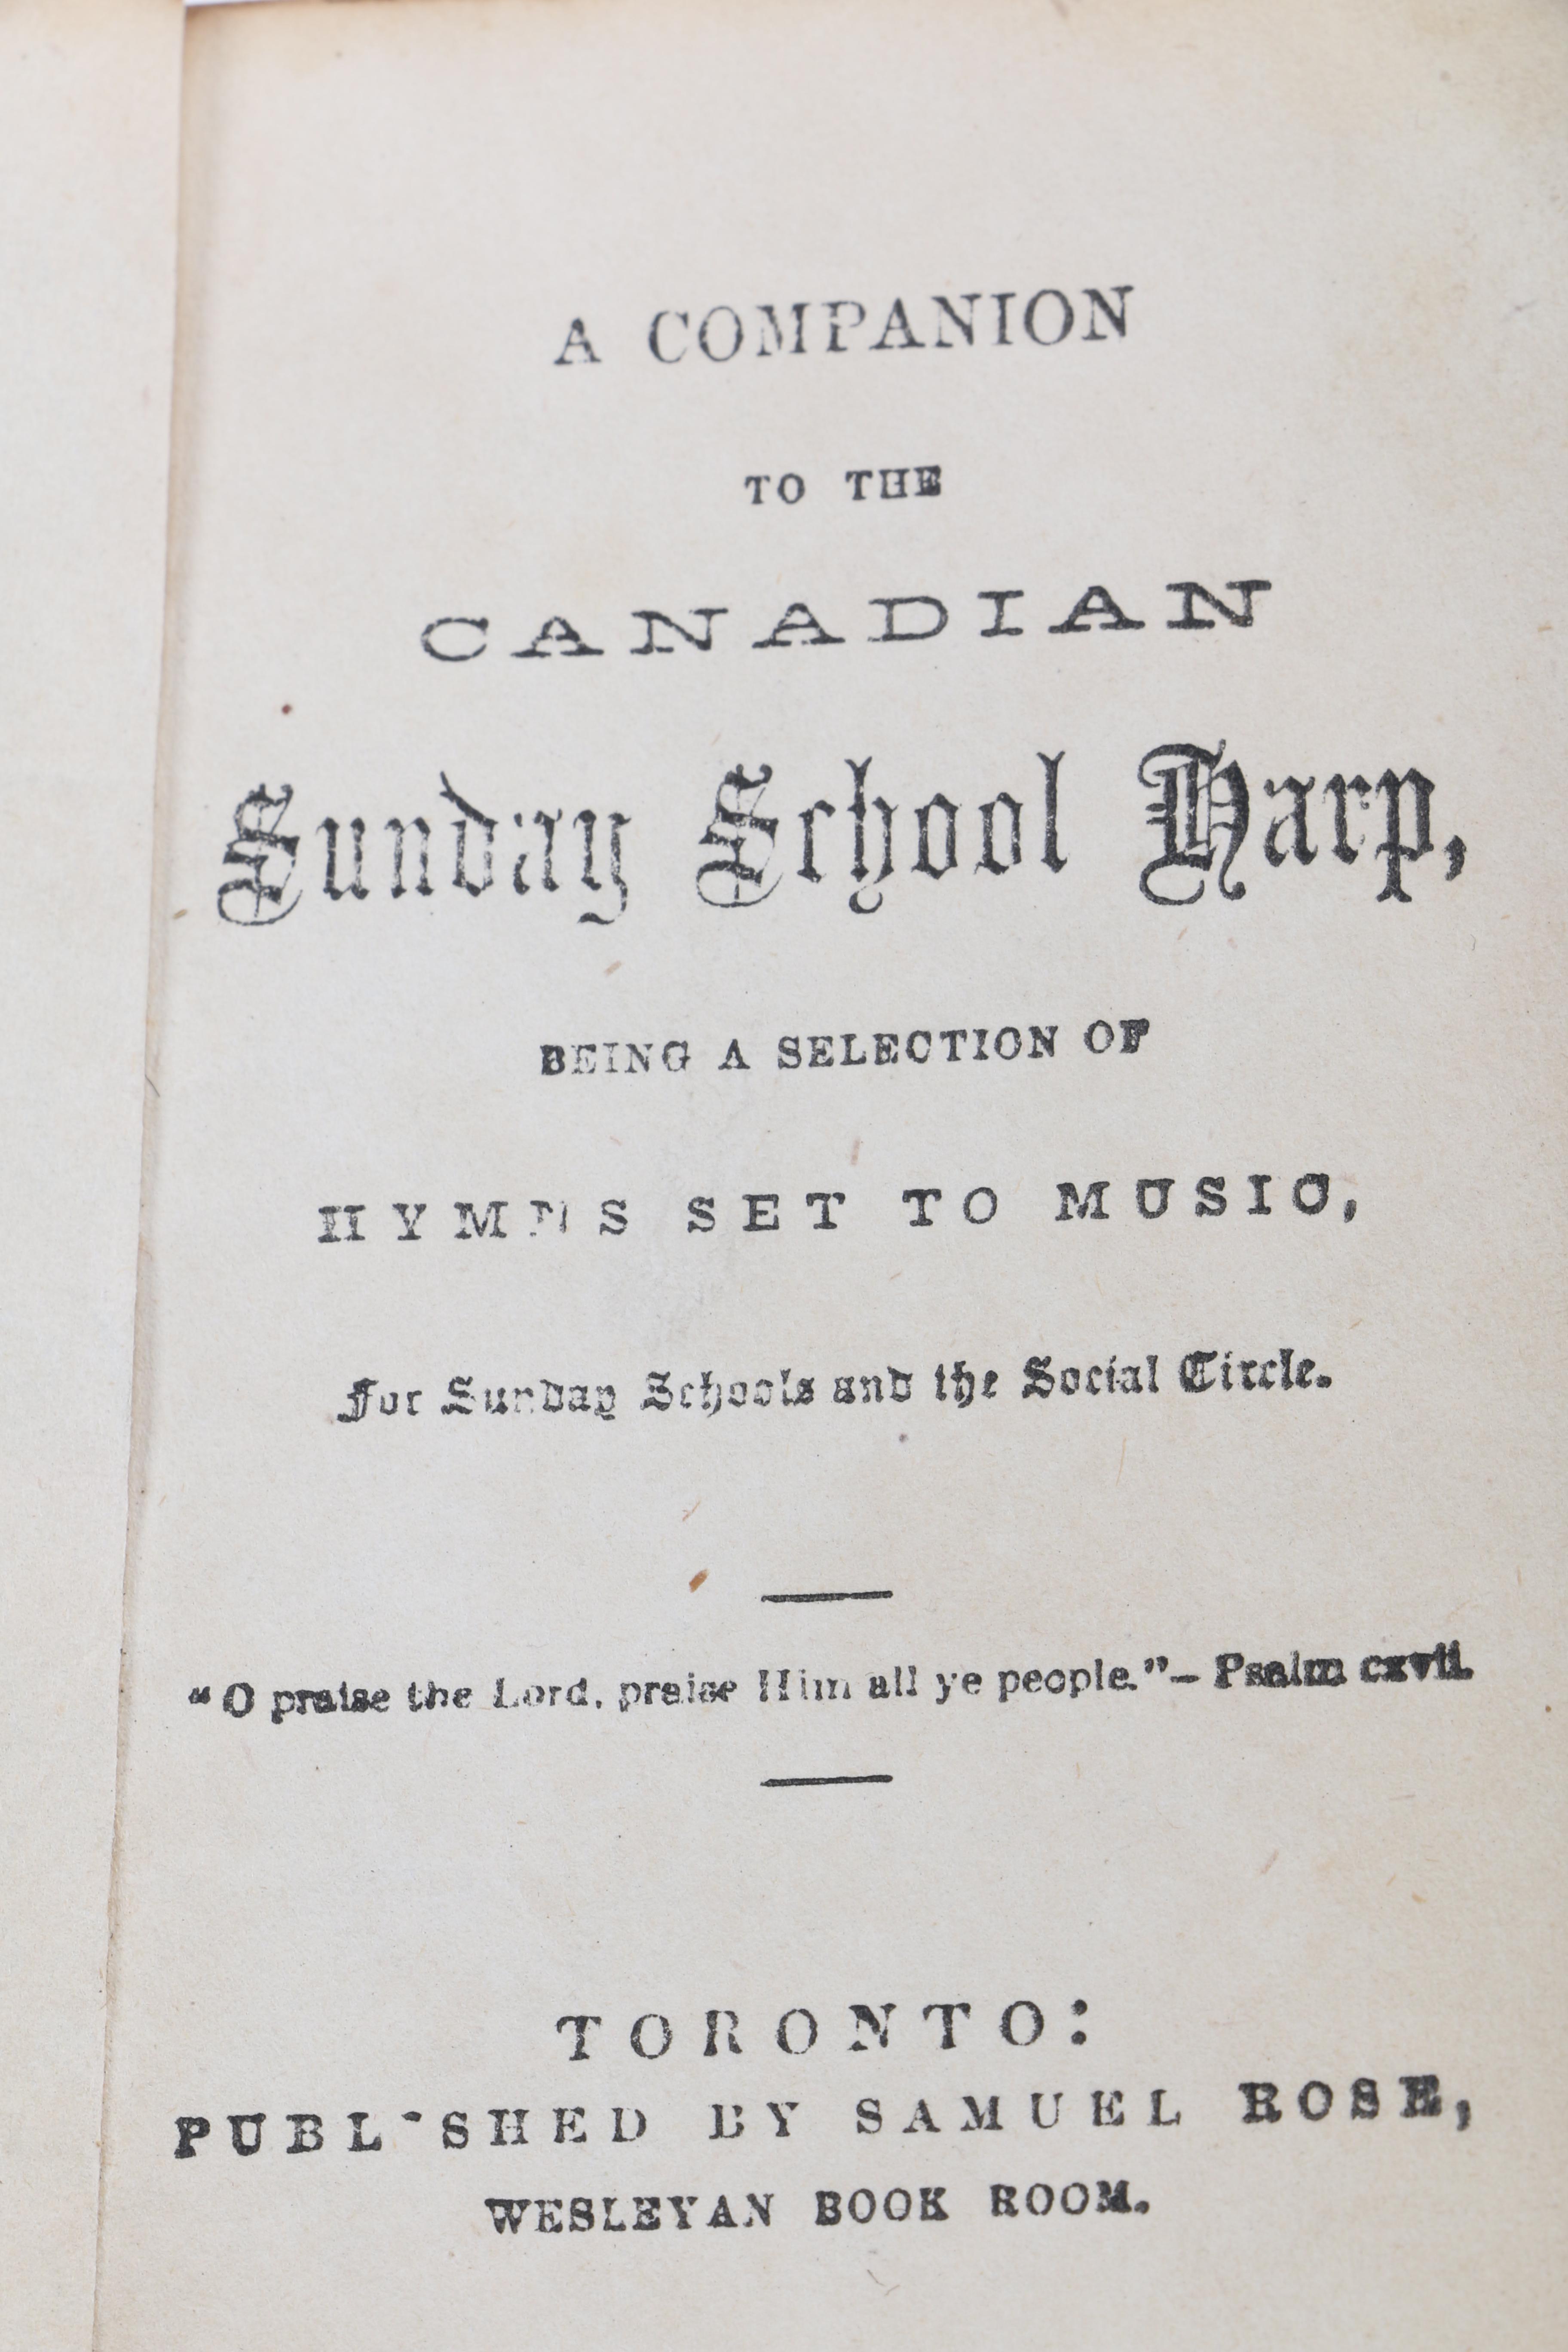 A COMPANION
TO THE
CANADIAN
Sunday School Harp,
BEING A SELECTION OF
HYMNS SET TO MUSIC,
For Sunday Schools and the Social Circle.
“O praise the Lord, praise Him all ye people.”—Psalm cxvii.
TORONTO:
PUBLISHED BY SAMUEL ROSE,
WESLEYAN BOOK ROOM.